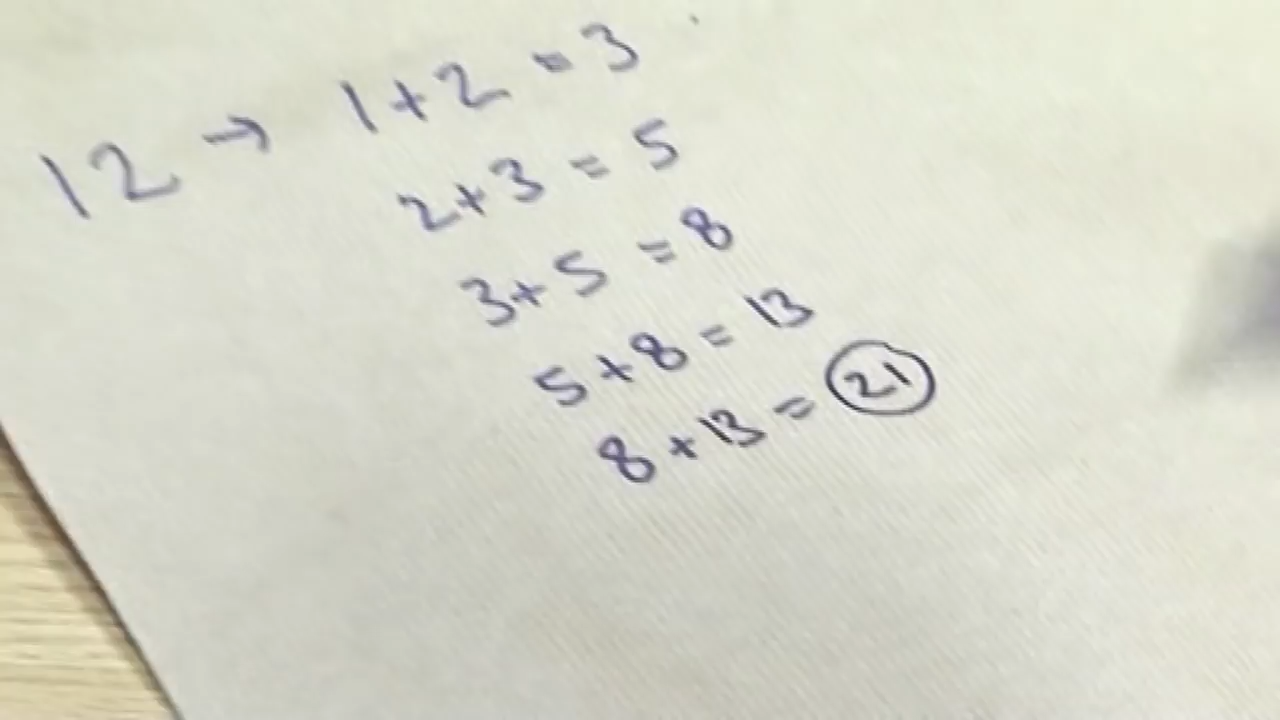 12 → 1+2 = 3
2+3 = 5
3+5 = 8
5+8 = 13
8+13 = 21